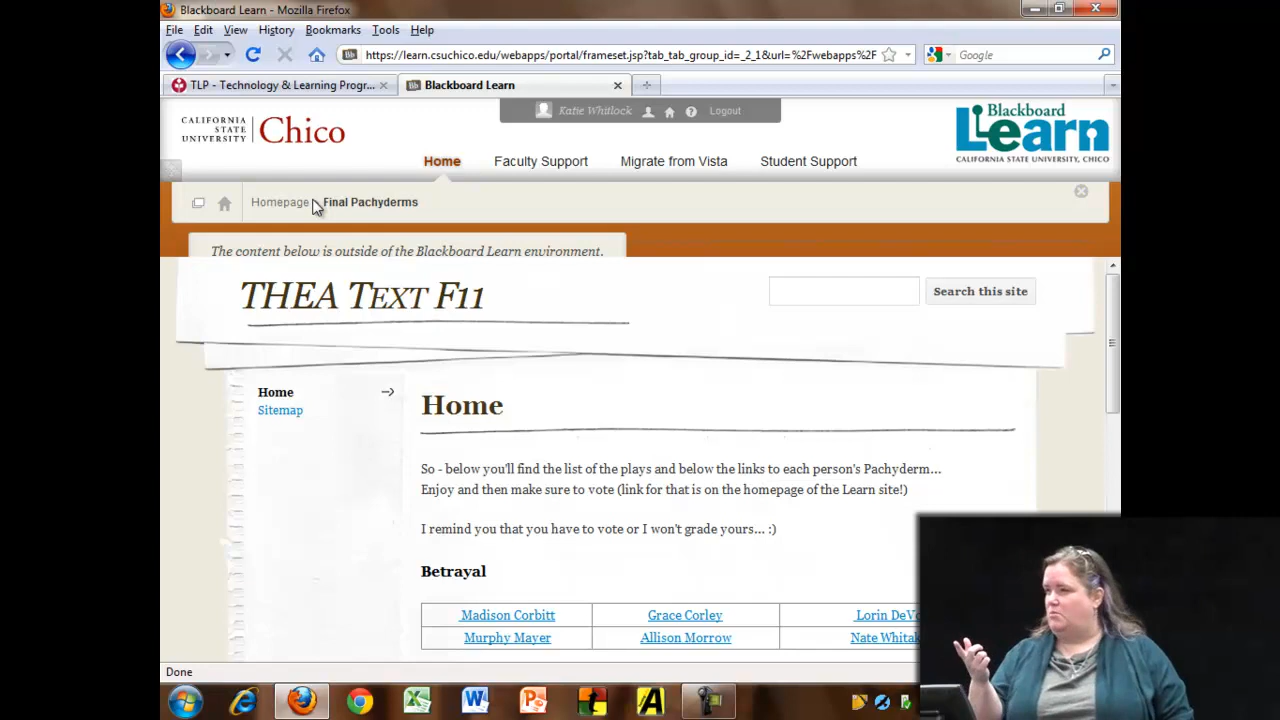 Blackboard Learn - Mozilla Firefox
File Edit View History Bookmarks Tools Help
https://learn.csuchico.edu/webapps/portal/frameset.jsp?tab_tab_group_id=_2_1&url=%2Fwebapps%2F
Google
TLP - Technology & Learning Progr...
Blackboard Learn
CALIFORNIA STATE UNIVERSITY, Chico
Katie Whitlock
Logout
Blackboard
Learn
CALIFORNIA STATE UNIVERSITY, CHICO
Home
Faculty Support
Migrate from Vista
Student Support
Homepage
Final Pachyderms
The content below is outside of the Blackboard Learn environment.
THEA Text F11
Search this site
Home
Sitemap
Home
So - below you'll find the list of the plays and below the links to each person's Pachyderm...
Enjoy and then make sure to vote (link for that is on the homepage of the Learn site!)
I remind you that you have to vote or I won't grade yours... :)
Betrayal
Madison Corbitt Grace Corley Lorin
Murphy Mayer Allison Morrow Nate
Done